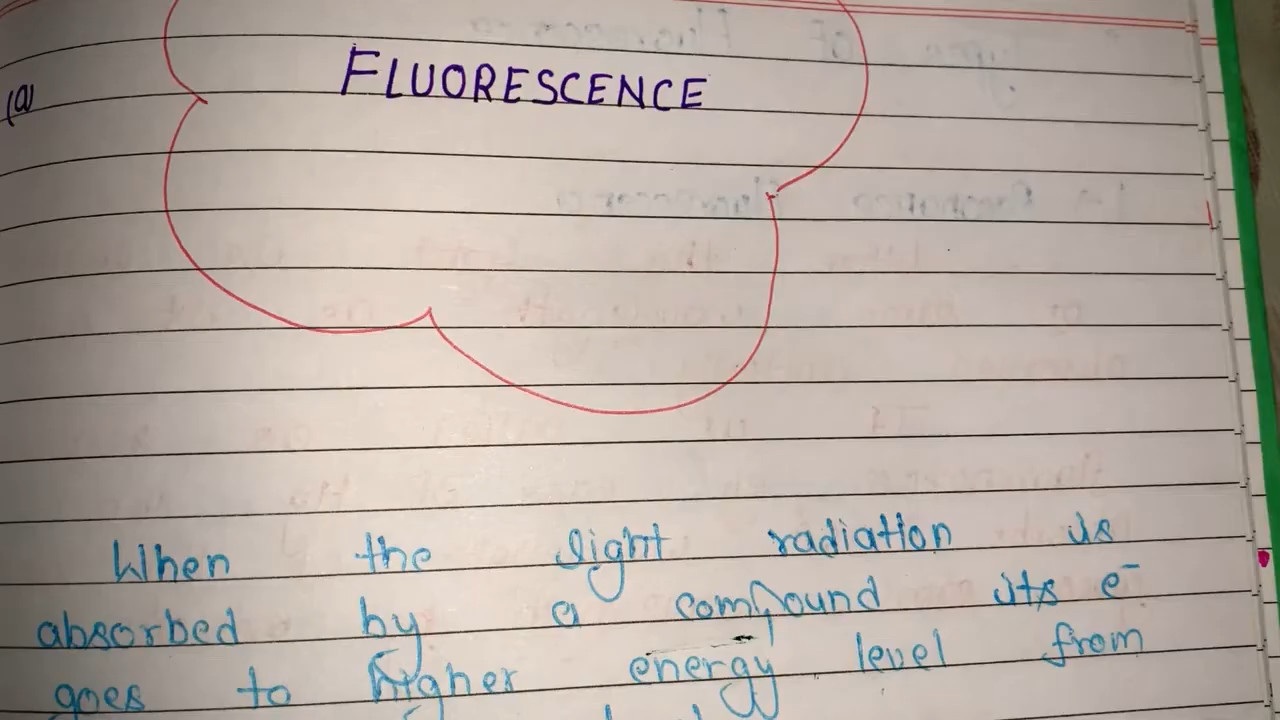 FLUORESCENCE
(a)
When the light radiation is
absorbed by a compound its e⁻
goes to higher energy level from